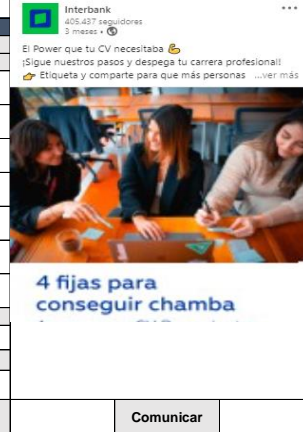 Interbank
405.437 seguidores
3 meses •
El Power que tu CV necesitaba 💪
¡Sigue nuestros pasos y despega tu carrera profesional!
👉 Etiqueta y comparte para que más personas ...ver más
4 fijas para
conseguir chamba
Comunicar